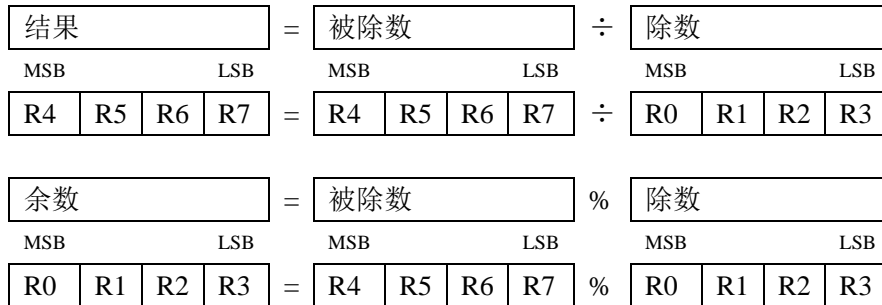 结果 = 被除数 ÷ 除数
MSB LSB MSB LSB MSB LSB
R4 R5 R6 R7 = R4 R5 R6 R7 ÷ R0 R1 R2 R3
余数 = 被除数 % 除数
MSB LSB MSB LSB MSB LSB
R0 R1 R2 R3 = R4 R5 R6 R7 % R0 R1 R2 R3